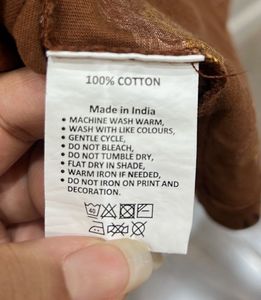 100% COTTON
Made in India
• MACHINE WASH WARM,
• WASH WITH LIKE COLOURS,
• GENTLE CYCLE,
• DO NOT BLEACH,
• DO NOT TUMBLE DRY,
• FLAT DRY IN SHADE,
• WARM IRON IF NEEDED,
• DO NOT IRON ON PRINT AND
DECORATION.
40